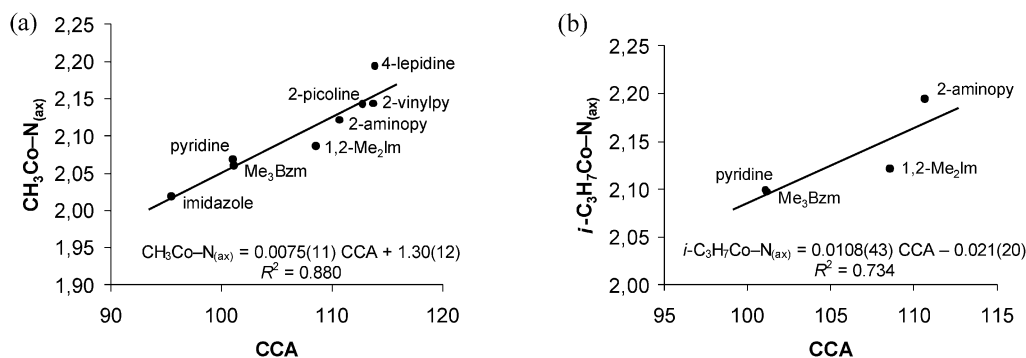 (a)
CH₃Co–N(ax)
2,25
2,20
2,15
2,10
2,05
2,00
1,95
1,90
4-lepidine
2-picoline
2-vinylpy
2-aminopy
pyridine
1,2-Me₂Im
Me₃Bzm
imidazole
CH₃Co–N(ax) = 0.0075(11) CCA + 1.30(12)
R² = 0.880
90 100 110 120
CCA
(b)
i-C₃H₇Co–N(ax)
2,25
2,20
2,15
2,10
2,05
2,00
2-aminopy
1,2-Me₂Im
pyridine
Me₃Bzm
i-C₃H₇Co–N(ax) = 0.0108(43) CCA – 0.021(20)
R² = 0.734
95 100 105 110 115
CCA